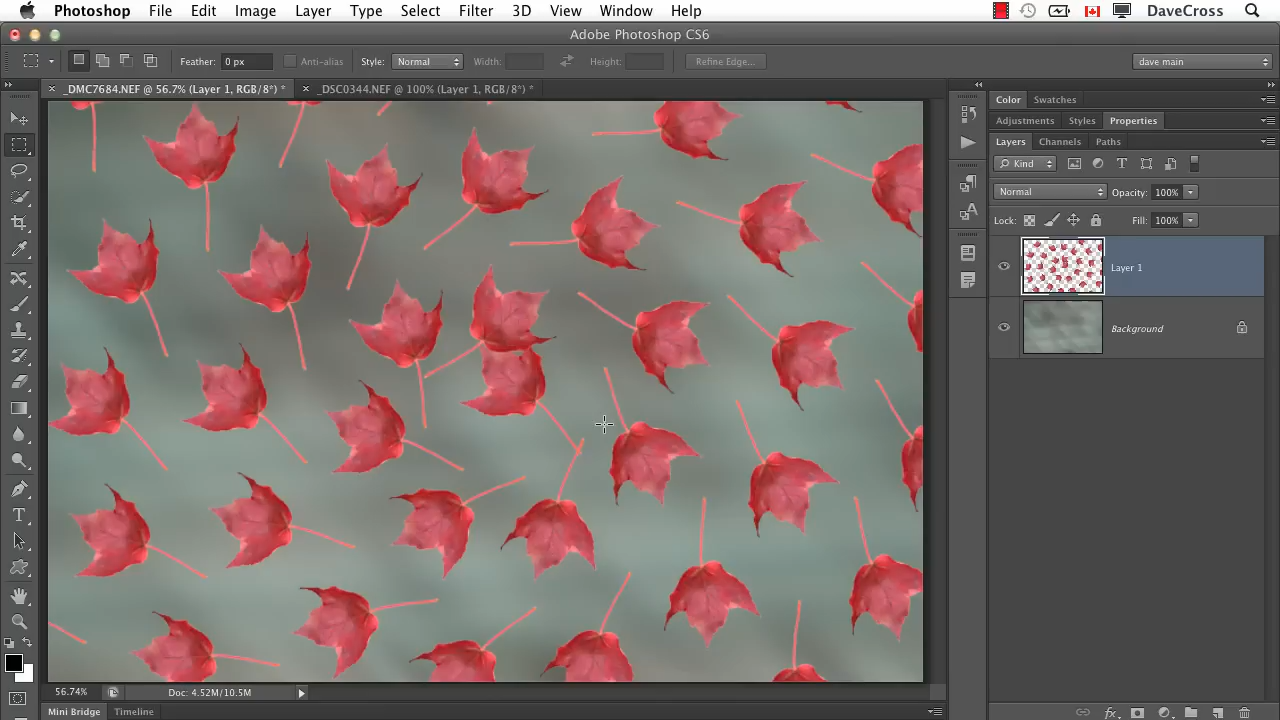 Photoshop File Edit Image Layer Type Select Filter 3D View Window Help DaveCross
Adobe Photoshop CS6
Feather: 0 px Anti-alias Style: Normal Width: Height: Refine Edge... dave main
_DMC7684.NEF @ 56.7% (Layer 1, RGB/8*) * _DSC0344.NEF @ 100% (Layer 1, RGB/8*) *
Color Swatches
Adjustments Styles Properties
Layers Channels Paths
Kind
Normal Opacity: 100%
Lock: Fill: 100%
Layer 1
Background
56.74% Doc: 4.52M/10.5M
Mini Bridge Timeline